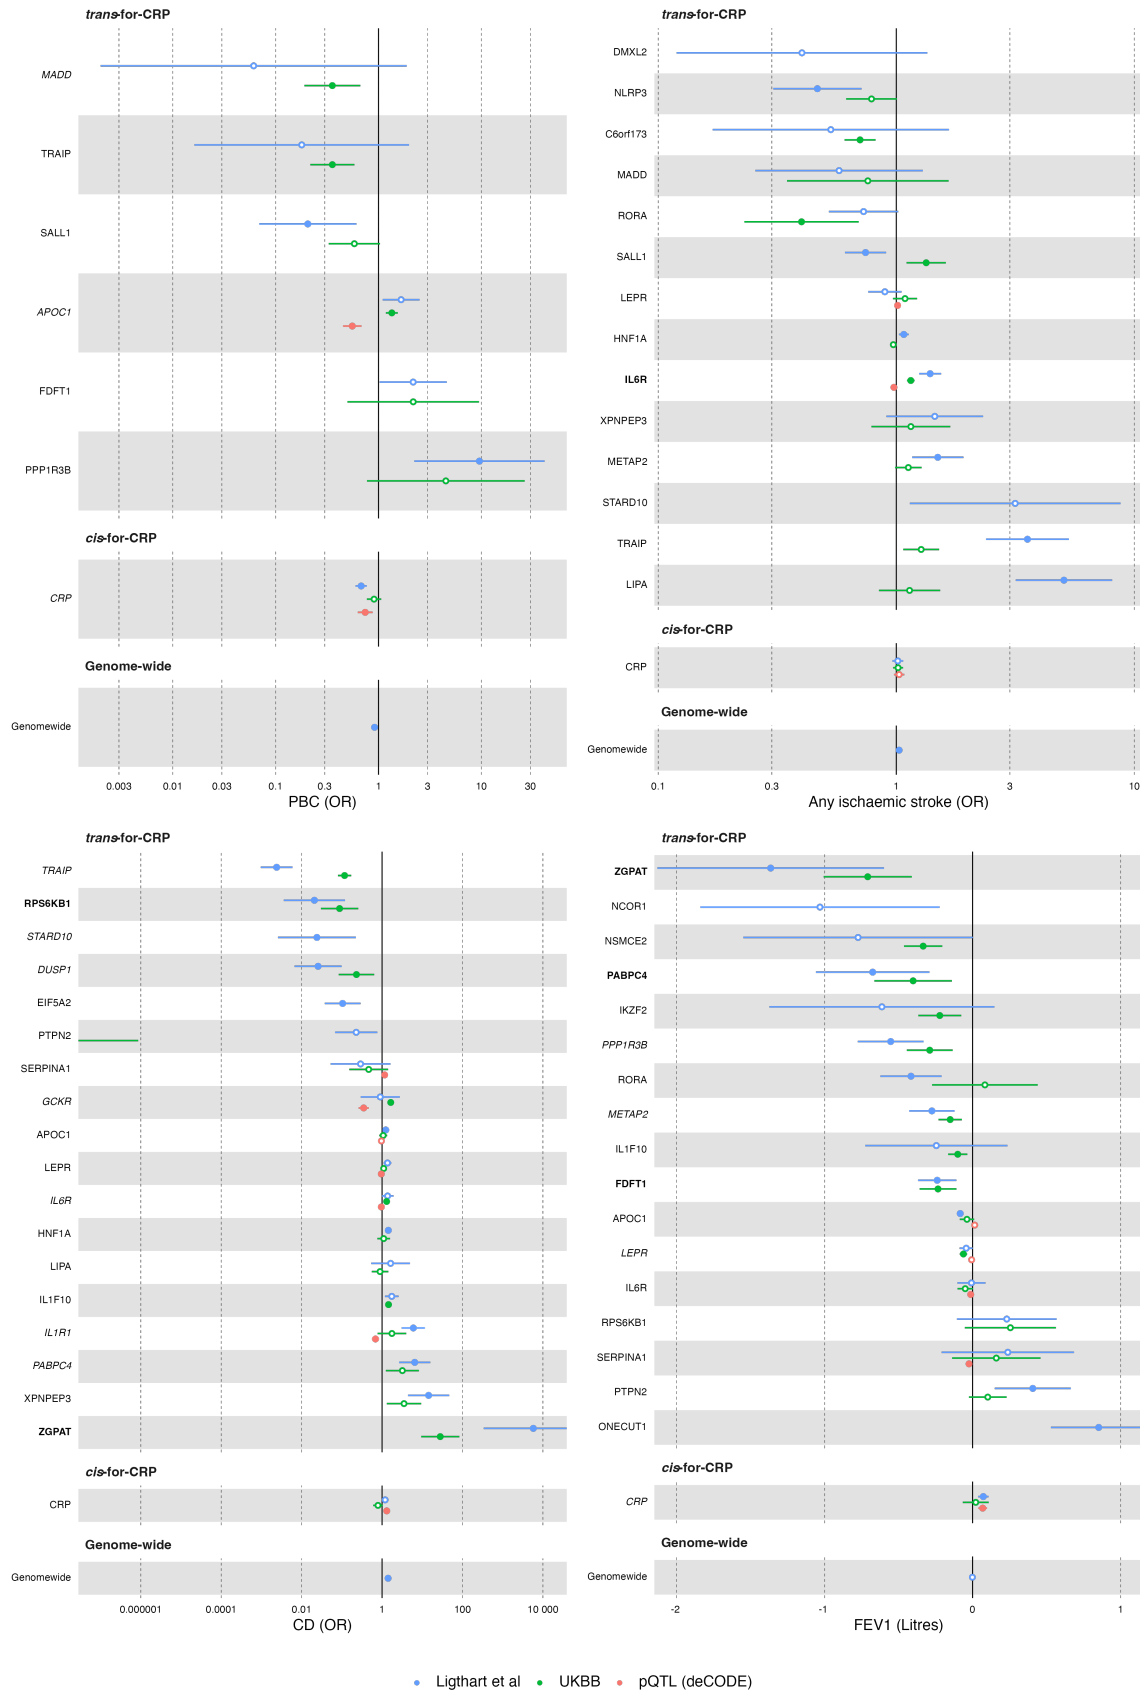 trans-for-CRP
MADD
TRAIP
SALL1
APOC1
FDFT1
PPP1R3B
cis-for-CRP
CRP
Genome-wide
Genomewide
0.003 0.01 0.03 0.1 0.3 1 3 10 30
PBC (OR)
trans-for-CRP
DMXL2
NLRP3
C6orf173
MADD
RORA
SALL1
LEPR
HNF1A
IL6R
XPNPEP3
METAP2
STARD10
TRAIP
LIPA
cis-for-CRP
CRP
Genome-wide
Genomewide
0.1 0.3 1 3 10
Any ischaemic stroke (OR)
trans-for-CRP
TRAIP
RPS6KB1
STARD10
DUSP1
EIF5A2
PTPN2
SERPINA1
GCKR
APOC1
LEPR
IL6R
HNF1A
LIPA
IL1F10
IL1R1
PABPC4
XPNPEP3
ZGPAT
cis-for-CRP
CRP
Genome-wide
Genomewide
0.000001 0.0001 0.01 1 100 10 000
CD (OR)
trans-for-CRP
ZGPAT
NCOR1
NSMCE2
PABPC4
IKZF2
PPP1R3B
RORA
METAP2
IL1F10
FDFT1
APOC1
LEPR
IL6R
RPS6KB1
SERPINA1
PTPN2
ONECUT1
cis-for-CRP
CRP
Genome-wide
Genomewide
-2 -1 0 1
FEV1 (Litres)
Ligthart et al UKBB pQTL (deCODE)